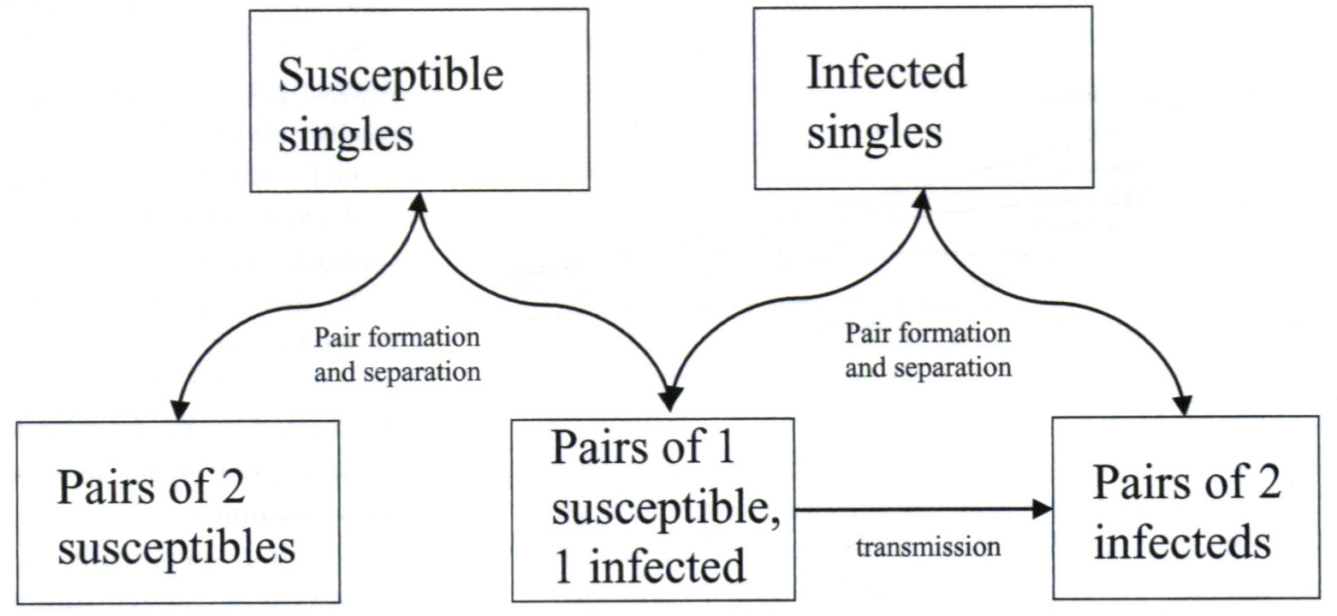 Susceptible
singles
Infected
singles
Pair formation
and separation
Pair formation
and separation
Pairs of 2
susceptibles
Pairs of 1
susceptible,
1 infected
transmission
Pairs of 2
infecteds